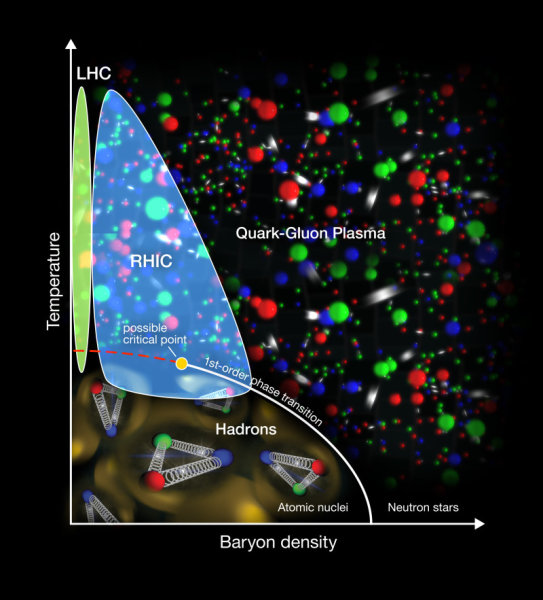 LHC
Quark-Gluon Plasma
RHIC
Temperature
possible
critical point
1st-order phase transition
Hadrons
Atomic nuclei
Neutron stars
Baryon density